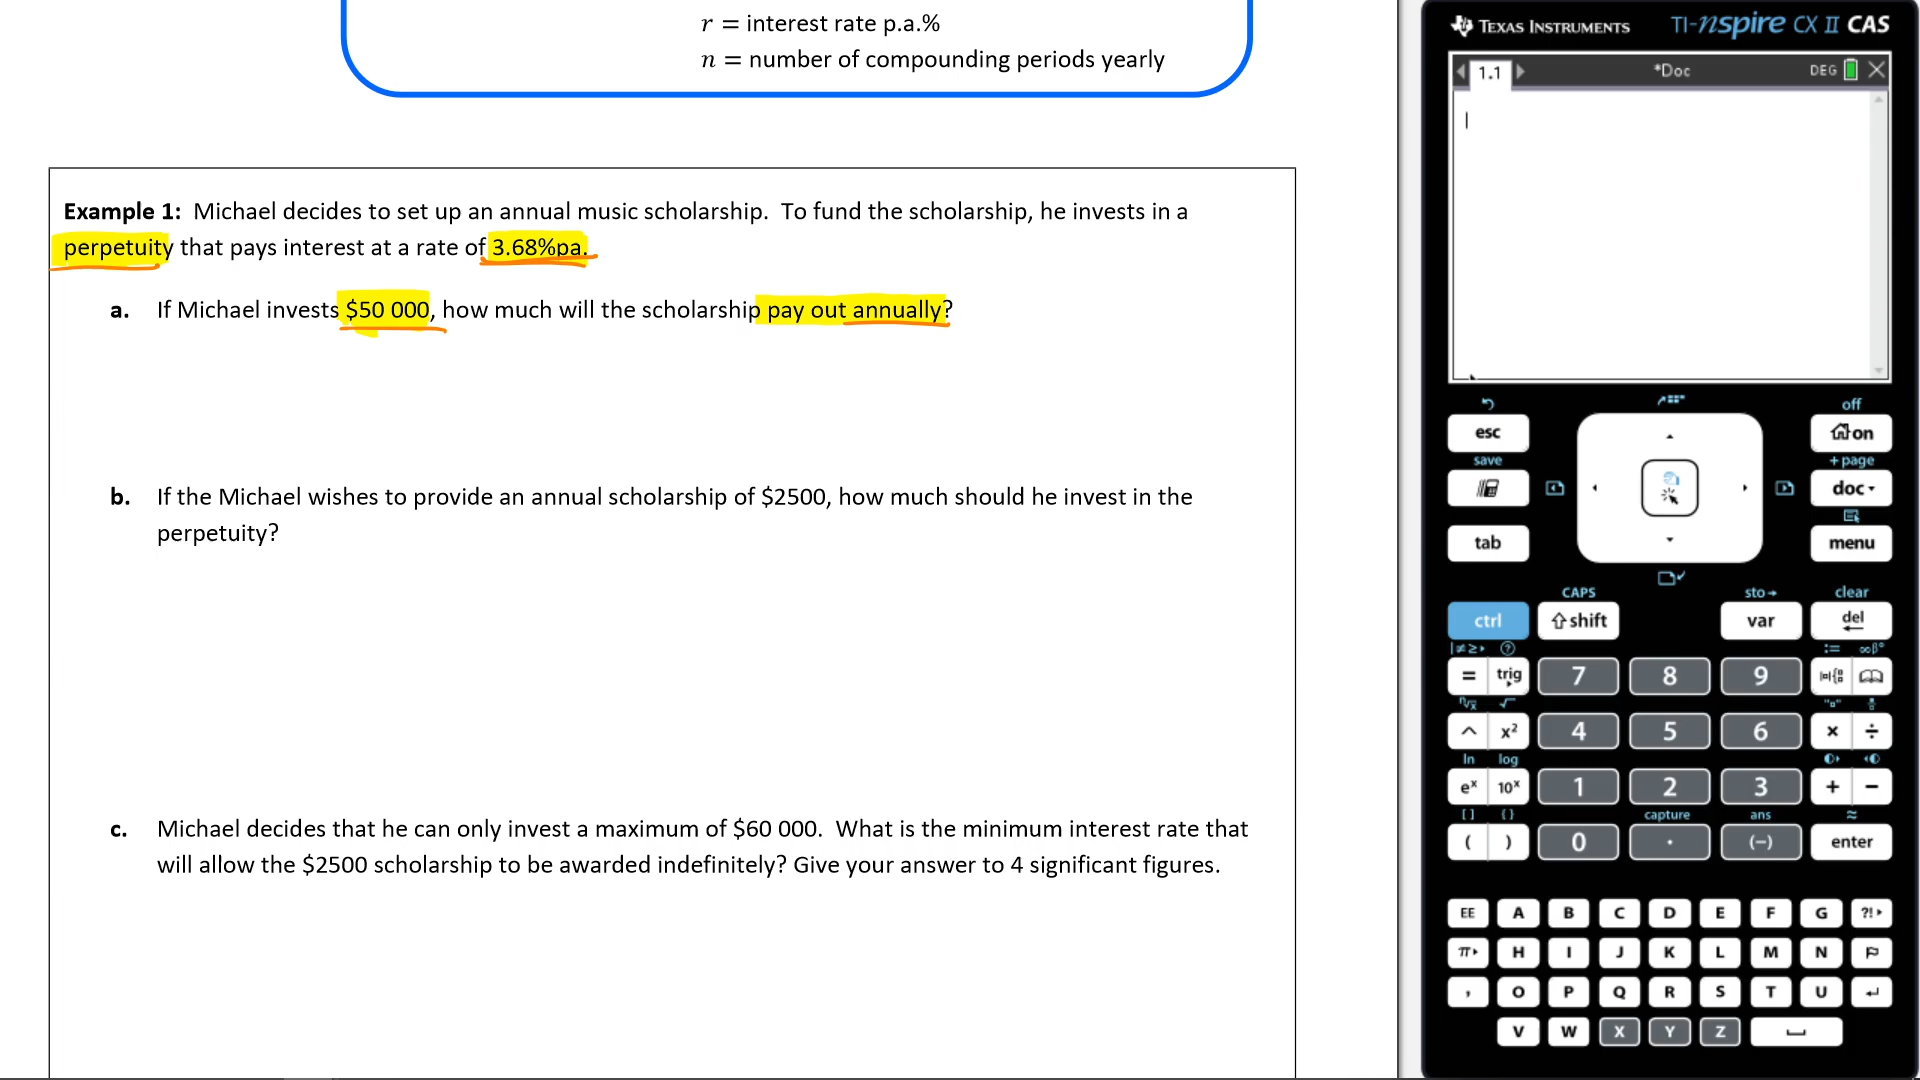 r = interest rate p.a.%
n = number of compounding periods yearly
Example 1: Michael decides to set up an annual music scholarship. To fund the scholarship, he invests in a
perpetuity that pays interest at a rate of 3.68%pa.
a. If Michael invests $50 000, how much will the scholarship pay out annually?
b. If the Michael wishes to provide an annual scholarship of $2500, how much should he invest in the
perpetuity?
c. Michael decides that he can only invest a maximum of $60 000. What is the minimum interest rate that
will allow the $2500 scholarship to be awarded indefinitely? Give your answer to 4 significant figures.
TEXAS INSTRUMENTS TI-nspire CX II CAS
1.1 *Doc DEG
off
esc on
save +page
doc
tab menu
CAPS sto→ clear
ctrl shift var del
|≠≥▸ ? := ∞β°
= trig 7 8 9
ⁿ√x √ "□"
^ x² 4 5 6 × ÷
ln log
eˣ 10ˣ 1 2 3 + −
[ ] { } capture ans ≈
( ) 0 . (−) enter
EE A B C D E F G ?!▸
π▸ H I J K L M N
, O P Q R S T U ↵
V W X Y Z